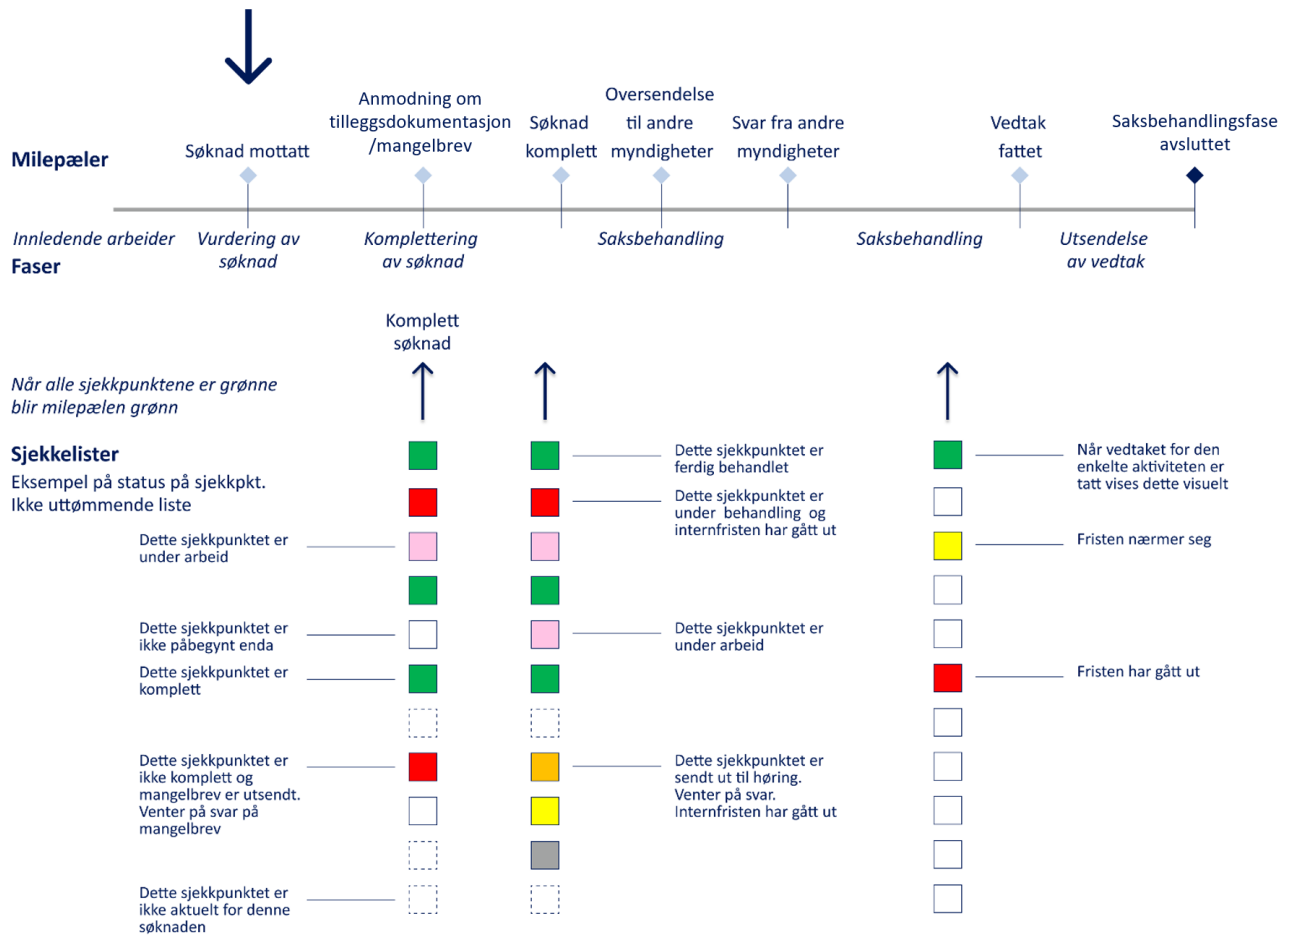 Milepæler
Søknad mottatt
Anmodning om
tilleggsdokumentasjon
/mangelbrev
Søknad
komplett
Oversendelse
til andre
myndigheter
Svar fra andre
myndigheter
Vedtak
fattet
Saksbehandlingsfase
avsluttet
Innledende arbeider
Faser
Vurdering av
søknad
Komplettering
av søknad
Saksbehandling
Saksbehandling
Utsendelse
av vedtak
Komplett
søknad
Når alle sjekkpunktene er grønne
blir milepælen grønn
Sjekkelister
Eksempel på status på sjekkpkt.
Ikke uttømmende liste
Dette sjekkpunktet er
under arbeid
Dette sjekkpunktet er
ikke påbegynt enda
Dette sjekkpunktet er
komplett
Dette sjekkpunktet er
ikke komplett og
mangelbrev er utsendt.
Venter på svar på
mangelbrev
Dette sjekkpunktet er
ikke aktuelt for denne
søknaden
Dette sjekkpunktet er
ferdig behandlet
Dette sjekkpunktet er
under behandling og
internfristen har gått ut
Dette sjekkpunktet er
under arbeid
Dette sjekkpunktet er
sendt ut til høring.
Venter på svar.
Internfristen har gått ut
Når vedtaket for den
enkelte aktiviteten er
tatt vises dette visuelt
Fristen nærmer seg
Fristen har gått ut